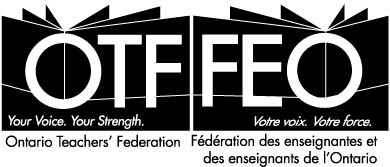 OTF FEO
Your Voice. Your Strength. Votre voix. Votre force.
Ontario Teachers' Federation Fédération des enseignantes et
des enseignants de l'Ontario